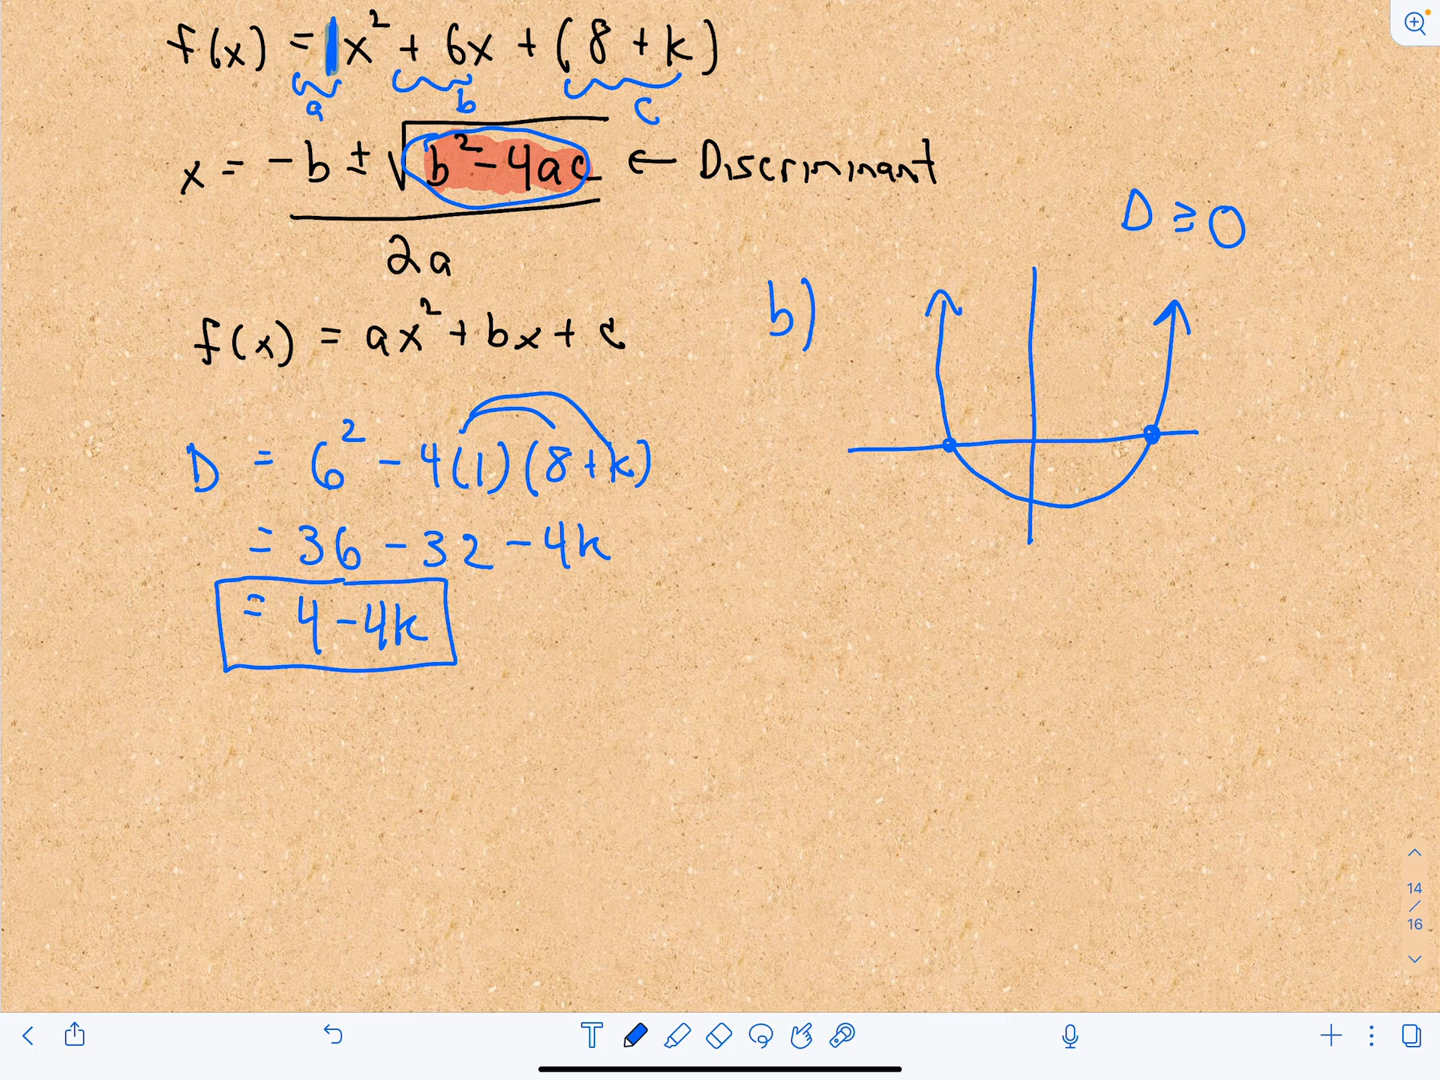 f(x) = 1x² + 6x + (8 + k)
a b c
x = -b ± √b² - 4ac ← Discriminant
2a
D ≥ 0
f(x) = ax² + bx + c
b)
D = 6² - 4(1)(8 + k)
= 36 - 32 - 4k
= 4 - 4k
14
/
16
T